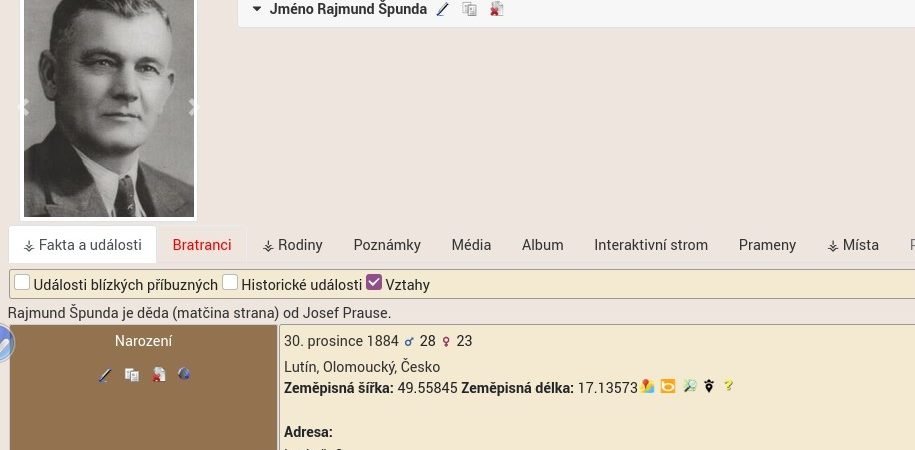 Jméno Rajmund Špunda
Fakta a události Bratranci Rodiny Poznámky Média Album Interaktivní strom Prameny Místa
Události blízkých příbuzných Historické události Vztahy
Rajmund Špunda je děda (matčina strana) od Josef Prause.
Narození
30. prosince 1884 ♂ 28 ♀ 23
Lutín, Olomoucký, Česko
Zeměpisná šířka: 49.55845 Zeměpisná délka: 17.13573
Adresa: